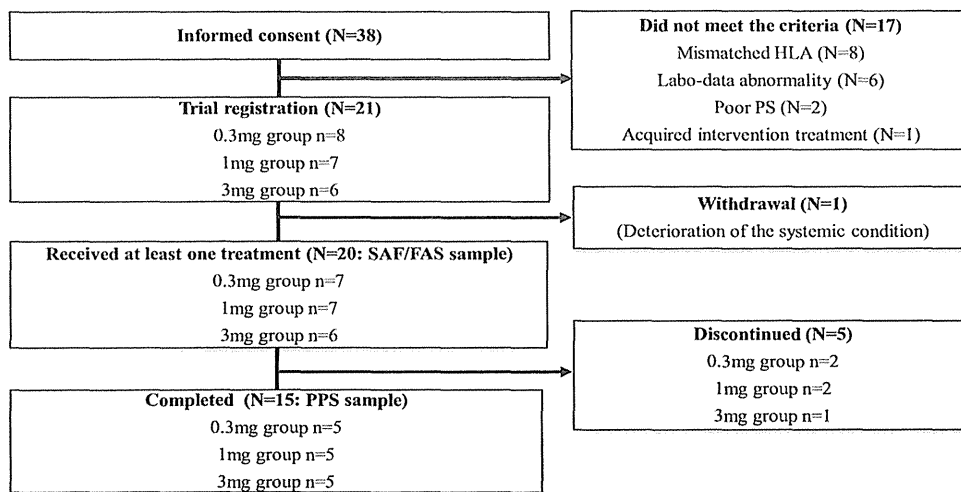 Informed consent (N=38)
Did not meet the criteria (N=17)
Mismatched HLA (N=8)
Labo-data abnormality (N=6)
Poor PS (N=2)
Acquired intervention treatment (N=1)
Trial registration (N=21)
0.3mg group n=8
1mg group n=7
3mg group n=6
Withdrawal (N=1)
(Deterioration of the systemic condition)
Received at least one treatment (N=20: SAF/FAS sample)
0.3mg group n=7
1mg group n=7
3mg group n=6
Discontinued (N=5)
0.3mg group n=2
1mg group n=2
3mg group n=1
Completed (N=15: PPS sample)
0.3mg group n=5
1mg group n=5
3mg group n=5